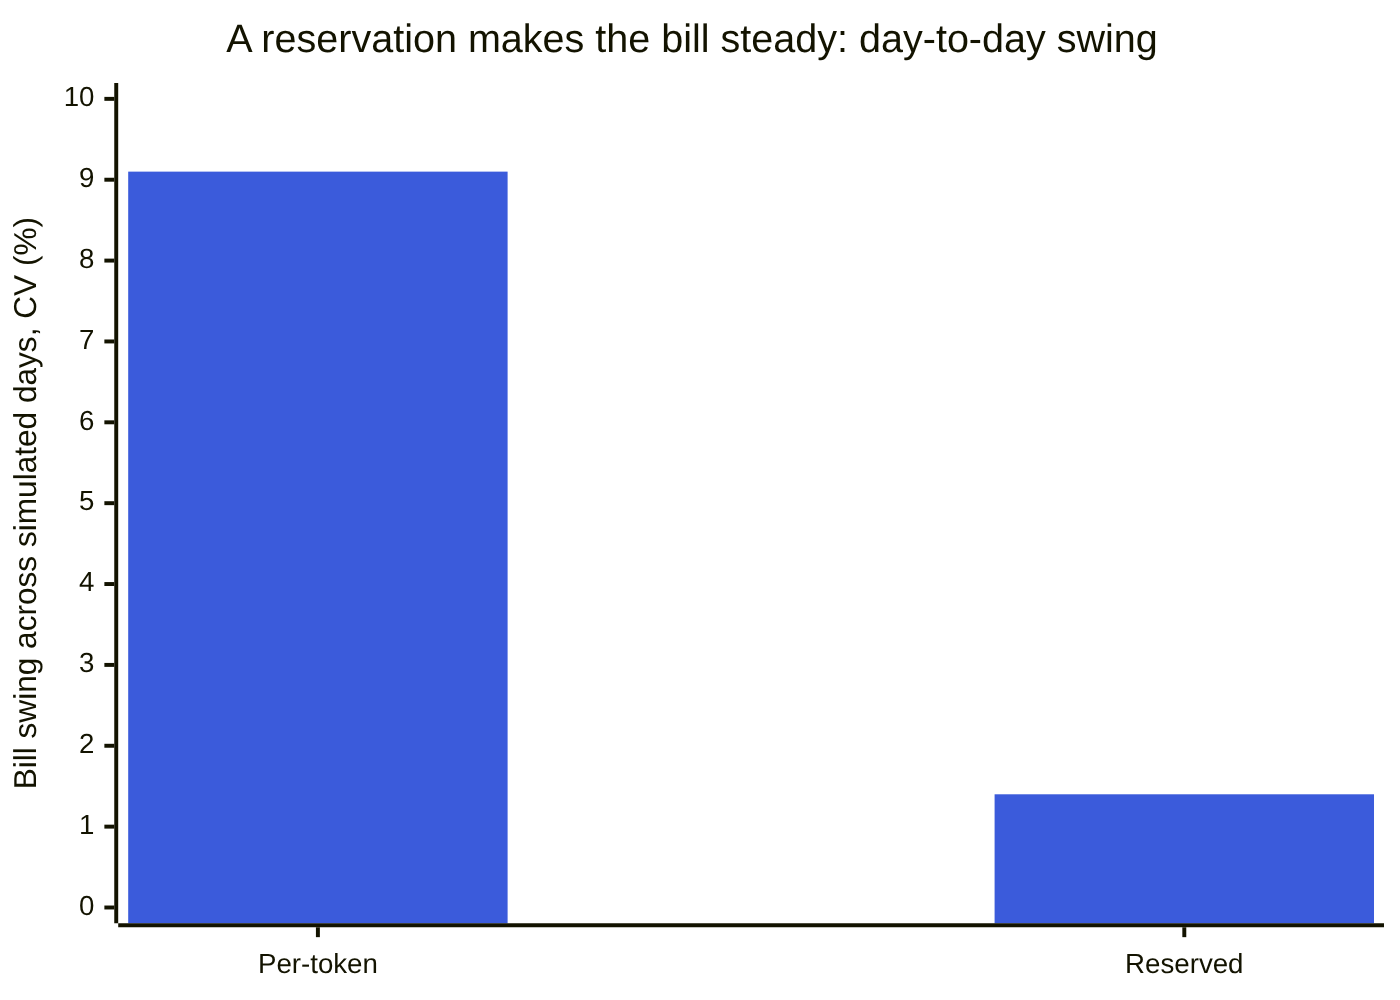 A reservation makes the bill steady: day-to-day swing
Bill swing across simulated days, CV (%)
10
9
8
7
6
5
4
3
2
1
0
Per-token
Reserved